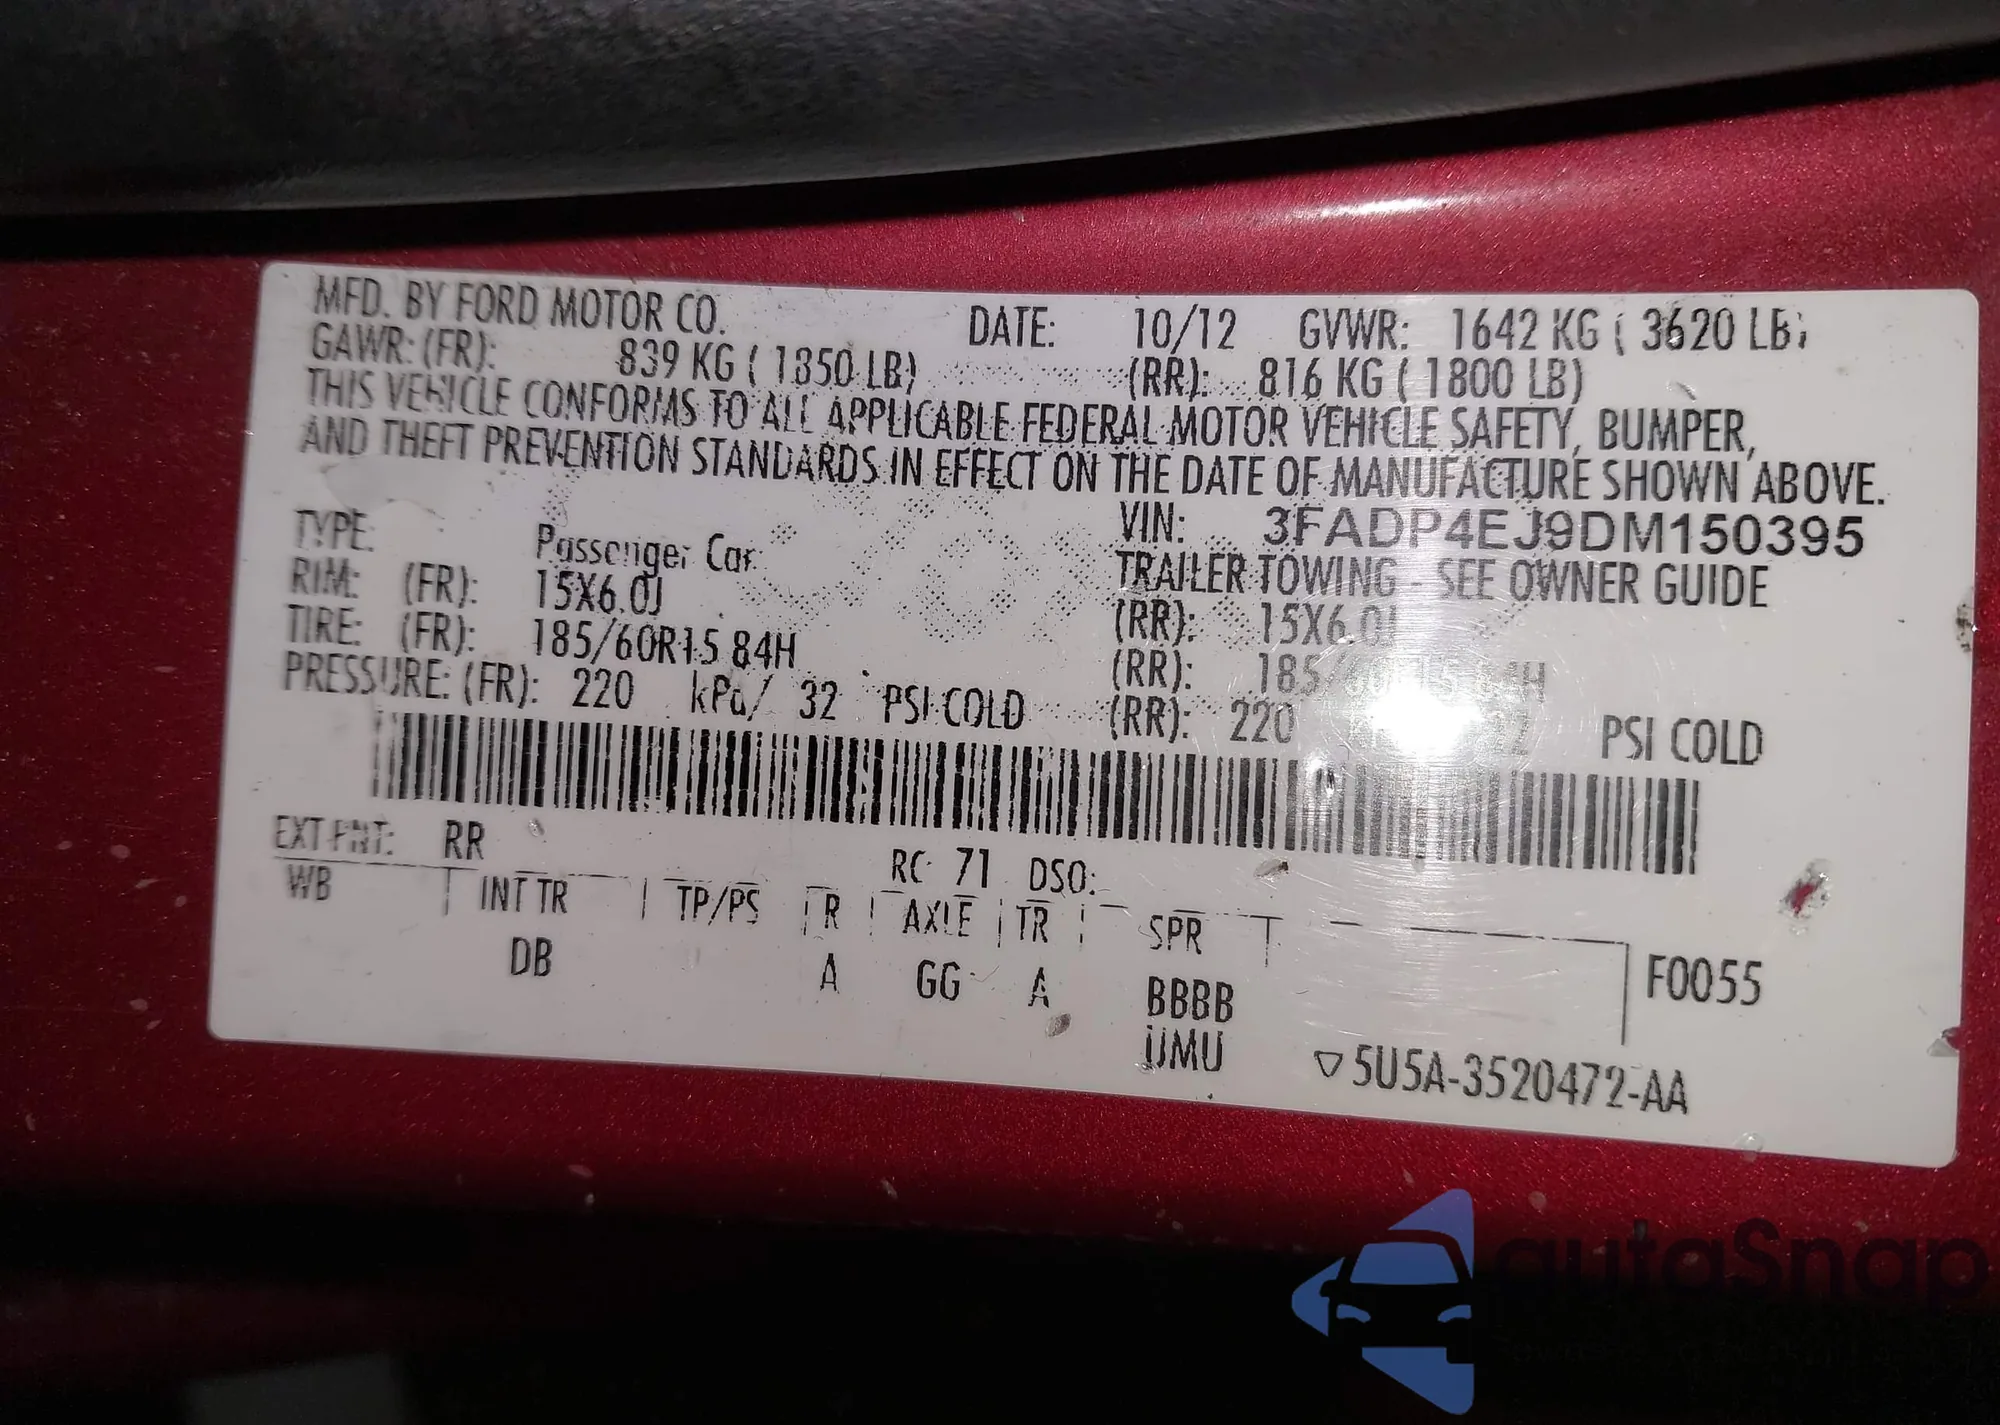 MFD. BY FORD MOTOR CO. DATE: 10/12 GVWR: 1642 KG ( 3620 LB)
GAWR: (FR): 839 KG ( 1850 LB) (RR): 816 KG ( 1800 LB)
THIS VEHICLE CONFORMS TO ALL APPLICABLE FEDERAL MOTOR VEHICLE SAFETY, BUMPER,
AND THEFT PREVENTION STANDARDS IN EFFECT ON THE DATE OF MANUFACTURE SHOWN ABOVE.
VIN: 3FADP4EJ9DM150395
TYPE: Passenger Car TRAILER TOWING - SEE OWNER GUIDE
RIM: (FR): 15X6.0J (RR): 15X6.0J
TIRE: (FR): 185/60R15 84H (RR): 185/60R15 84H
PRESSURE: (FR): 220 kPa/ 32 PSI COLD (RR): 220 PSI COLD
EXT PNT: RR RC: 71 DSO:
WB INT TR TP/PS R AXLE TR SPR
DB A GG A BBBB F0055
UMU
5U5A-3520472-AA
autoSnap